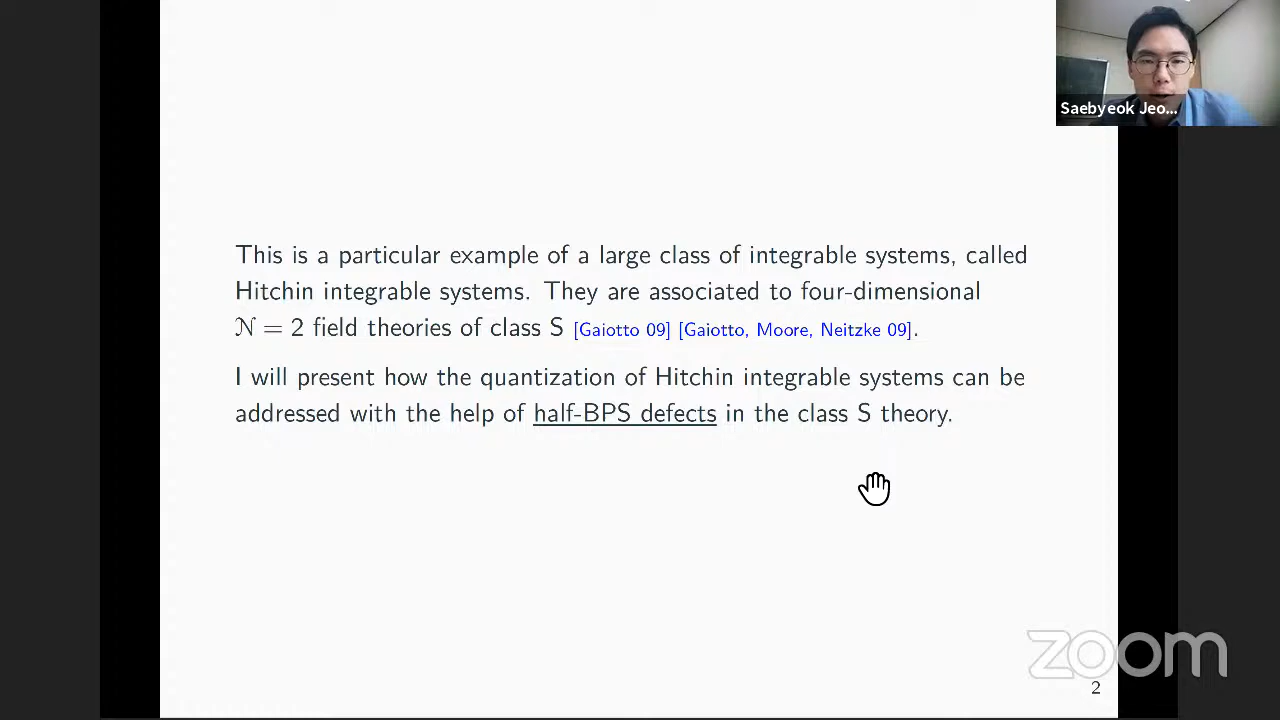 Saebyeok Jeo...
This is a particular example of a large class of integrable systems, called
Hitchin integrable systems. They are associated to four-dimensional
𝒩 = 2 field theories of class S [Gaiotto 09] [Gaiotto, Moore, Neitzke 09].
I will present how the quantization of Hitchin integrable systems can be
addressed with the help of half-BPS defects in the class S theory.
zoom
2